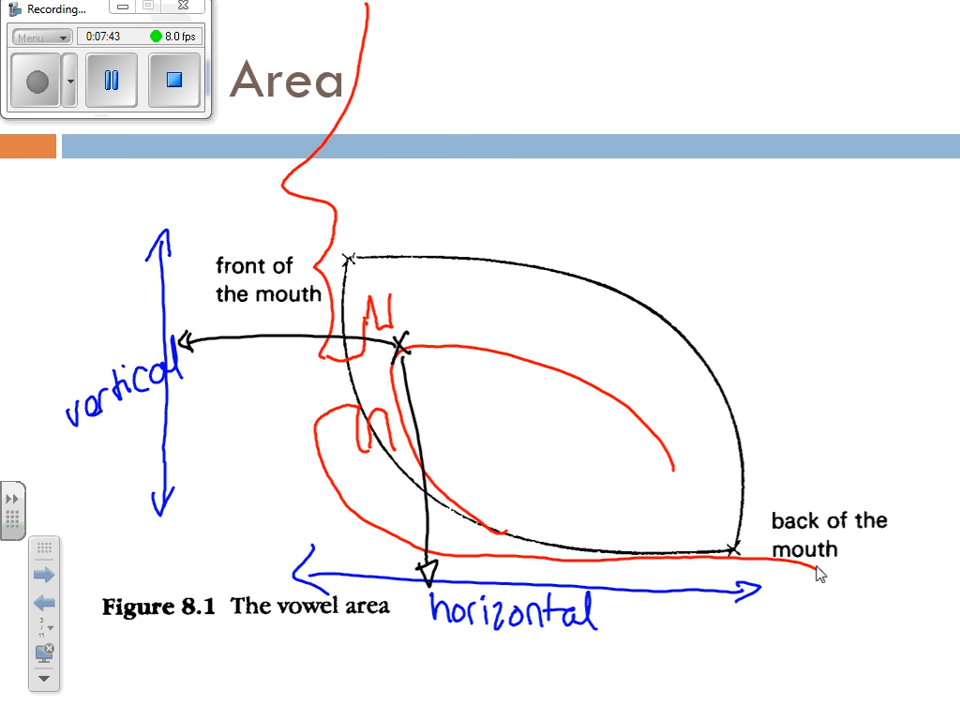 Recording...
Menu
0:07:43
8.0 fps
Area
front of
the mouth
vertical
back of the
mouth
Figure 8.1 The vowel area
horizontal